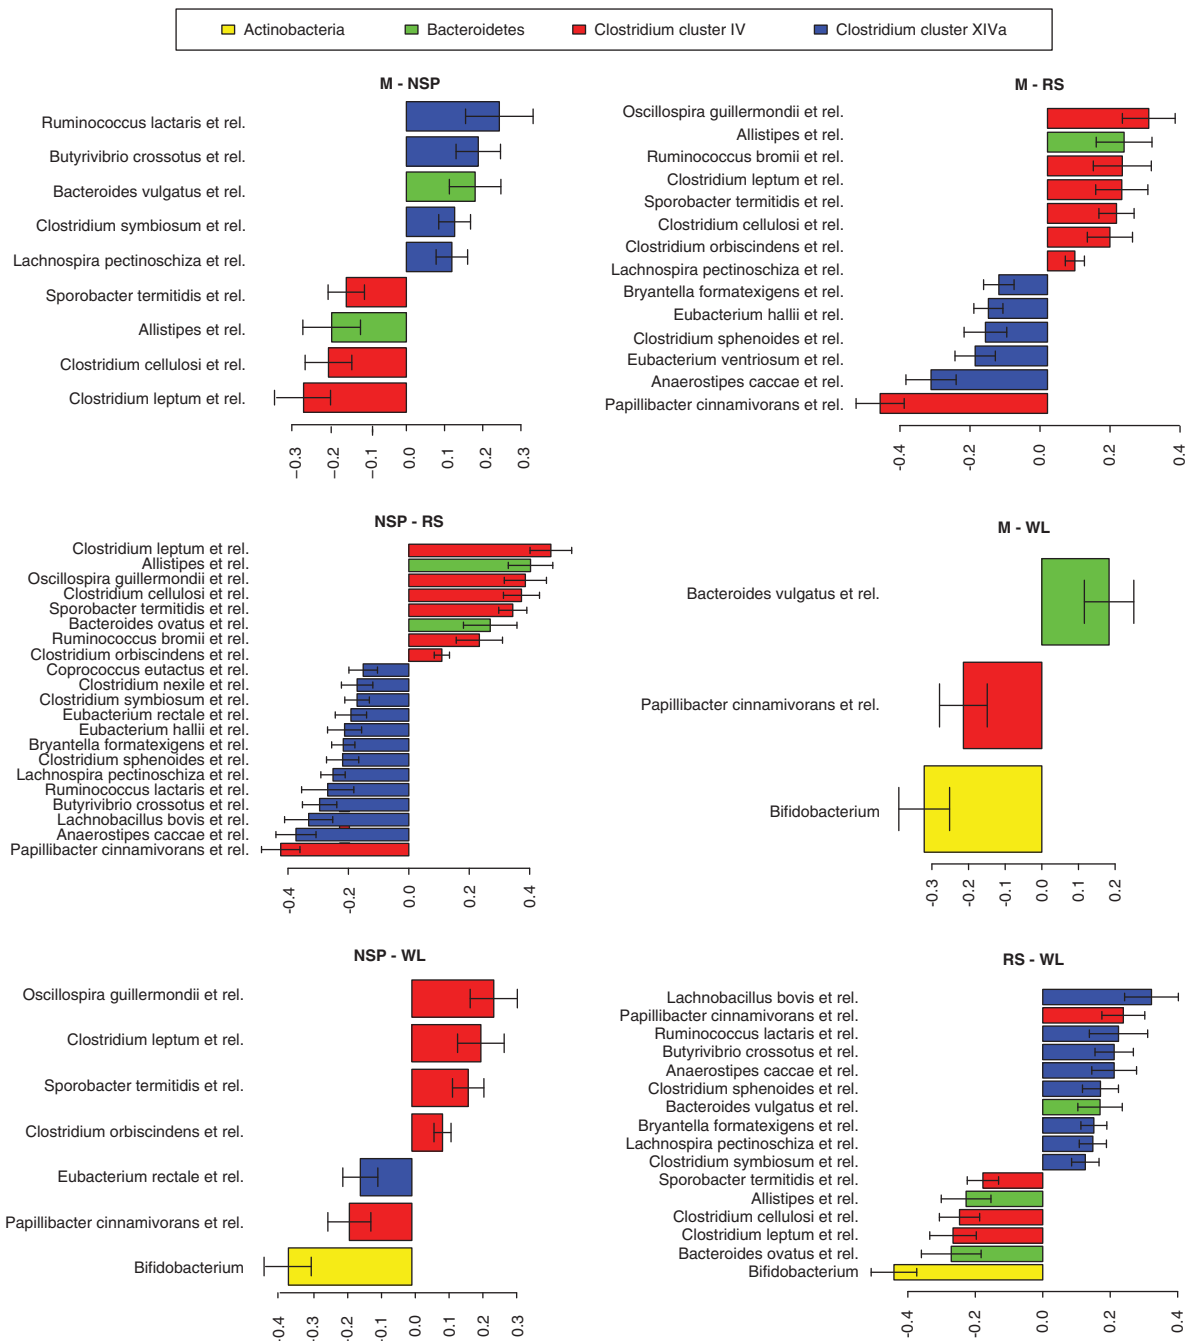 Actinobacteria Bacteroidetes Clostridium cluster IV Clostridium cluster XIVa
M - NSP
Ruminococcus lactaris et rel.
Butyrivibrio crossotus et rel.
Bacteroides vulgatus et rel.
Clostridium symbiosum et rel.
Lachnospira pectinoschiza et rel.
Sporobacter termitidis et rel.
Allistipes et rel.
Clostridium cellulosi et rel.
Clostridium leptum et rel.
-0.3 -0.2 -0.1 0.0 0.1 0.2 0.3
M - RS
Oscillospira guillermondii et rel.
Allistipes et rel.
Ruminococcus bromii et rel.
Clostridium leptum et rel.
Sporobacter termitidis et rel.
Clostridium cellulosi et rel.
Clostridium orbiscindens et rel.
Lachnospira pectinoschiza et rel.
Bryantella formatexigens et rel.
Eubacterium hallii et rel.
Clostridium sphenoides et rel.
Eubacterium ventriosum et rel.
Anaerostipes caccae et rel.
Papillibacter cinnamivorans et rel.
-0.4 -0.2 0.0 0.2 0.4
NSP - RS
Clostridium leptum et rel.
Allistipes et rel.
Oscillospira guillermondii et rel.
Clostridium cellulosi et rel.
Sporobacter termitidis et rel.
Bacteroides ovatus et rel.
Ruminococcus bromii et rel.
Clostridium orbiscindens et rel.
Coprococcus eutactus et rel.
Clostridium nexile et rel.
Clostridium symbiosum et rel.
Eubacterium rectale et rel.
Eubacterium hallii et rel.
Bryantella formatexigens et rel.
Clostridium sphenoides et rel.
Lachnospira pectinoschiza et rel.
Ruminococcus lactaris et rel.
Butyrivibrio crossotus et rel.
Lachnobacillus bovis et rel.
Anaerostipes caccae et rel.
Papillibacter cinnamivorans et rel.
-0.4 -0.2 0.0 0.2 0.4
M - WL
Bacteroides vulgatus et rel.
Papillibacter cinnamivorans et rel.
Bifidobacterium
-0.3 -0.2 -0.1 0.0 0.1 0.2
NSP - WL
Oscillospira guillermondii et rel.
Clostridium leptum et rel.
Sporobacter termitidis et rel.
Clostridium orbiscindens et rel.
Eubacterium rectale et rel.
Papillibacter cinnamivorans et rel.
Bifidobacterium
-0.4 -0.3 -0.2 -0.1 0.0 0.1 0.2 0.3
RS - WL
Lachnobacillus bovis et rel.
Papillibacter cinnamivorans et rel.
Ruminococcus lactaris et rel.
Butyrivibrio crossotus et rel.
Anaerostipes caccae et rel.
Clostridium sphenoides et rel.
Bacteroides vulgatus et rel.
Bryantella formatexigens et rel.
Lachnospira pectinoschiza et rel.
Clostridium symbiosum et rel.
Sporobacter termitidis et rel.
Allistipes et rel.
Clostridium cellulosi et rel.
Clostridium leptum et rel.
Bacteroides ovatus et rel.
Bifidobacterium
-0.4 -0.2 0.0 0.2 0.4